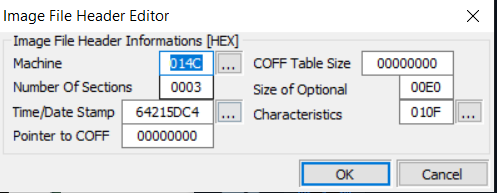 Image File Header Editor
Image File Header Informations [HEX]
Machine 014C ... COFF Table Size 00000000
Number Of Sections 0003 Size of Optional 00E0
Time/Date Stamp 64215DC4 ... Characteristics 010F ...
Pointer to COFF 00000000
OK Cancel